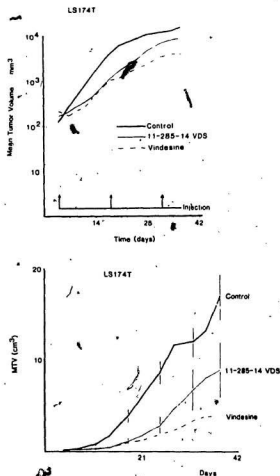 LS174T
Mean Tumor Volume mm³
10⁴
10³
10²
10
Control
11-285-14 VDS
Vindesine
Injection
14
28
42
Time (days)
LS174T
MTV (cm³)
20
10
Control
11-285-14 VDS
Vindesine
21
42
Days